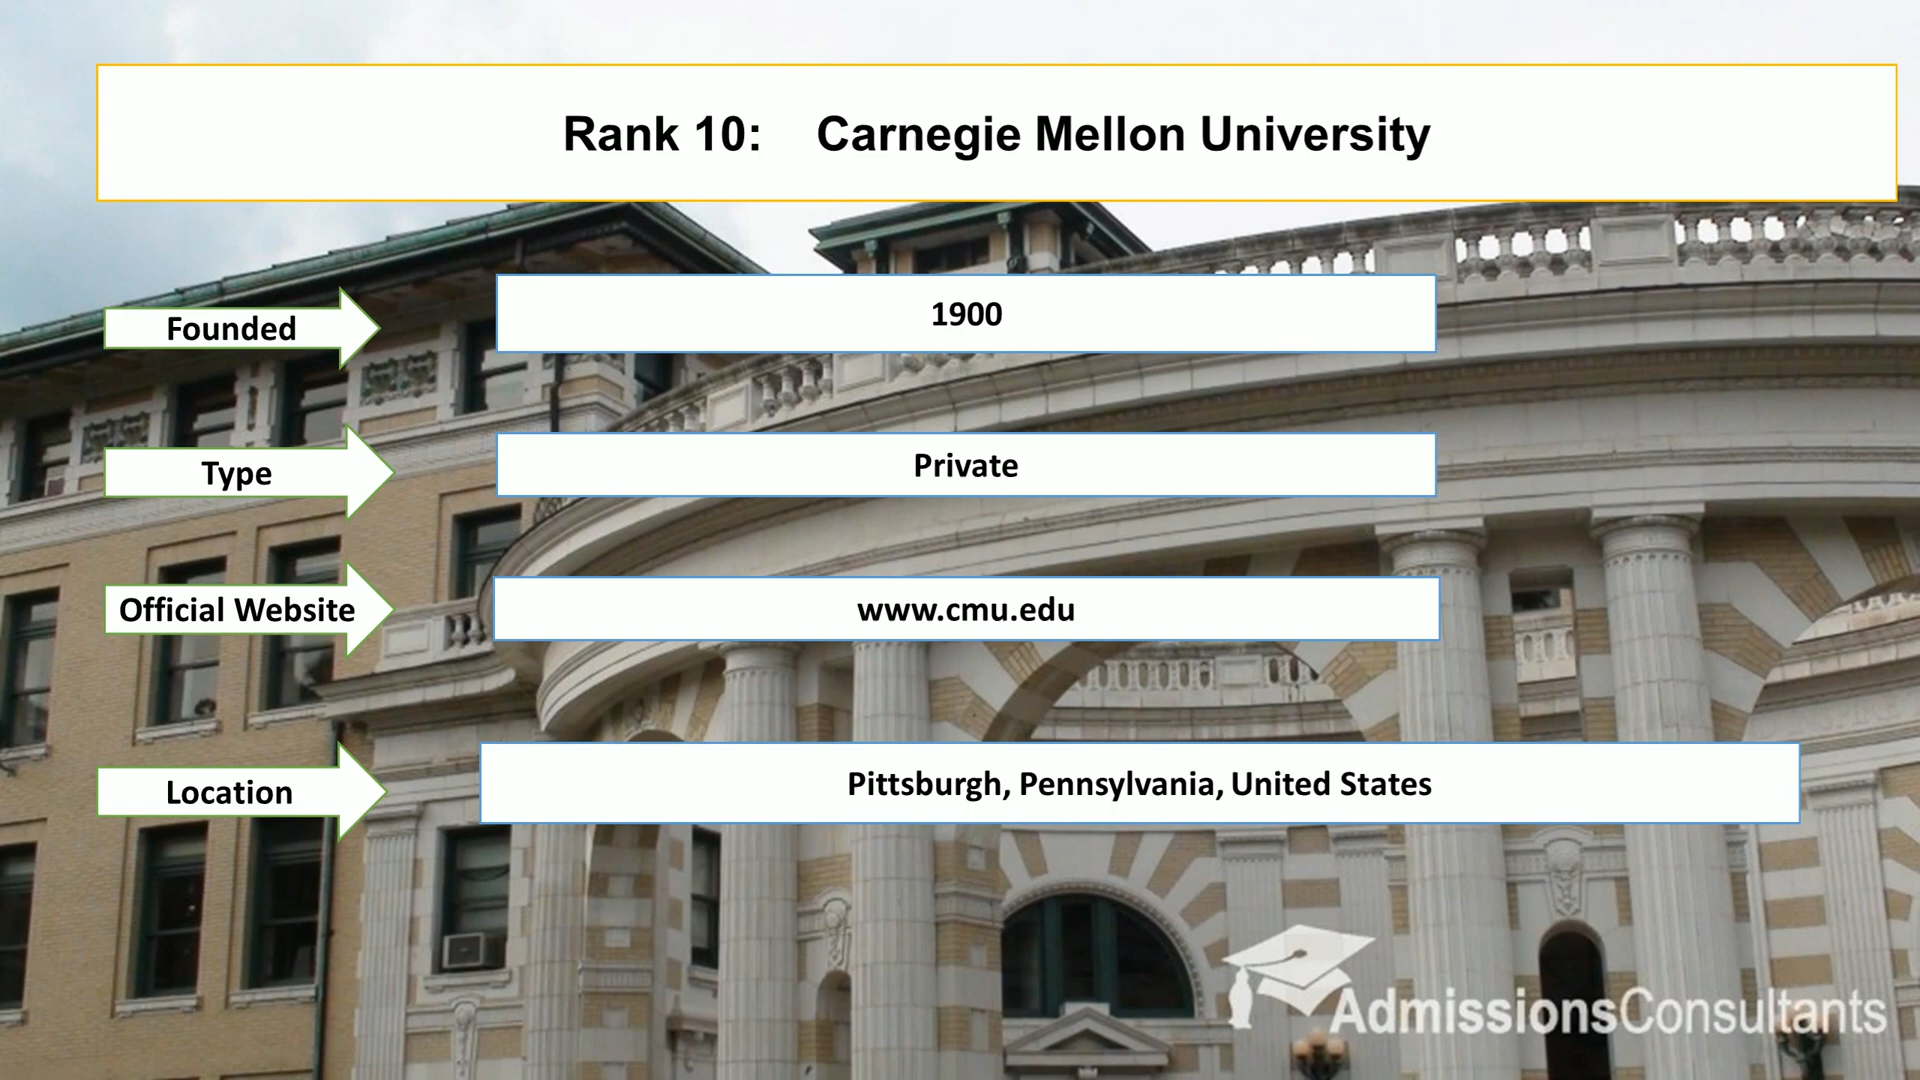 Rank 10: Carnegie Mellon University
Founded
1900
Type
Private
Official Website
www.cmu.edu
Location
Pittsburgh, Pennsylvania, United States
AdmissionsConsultants